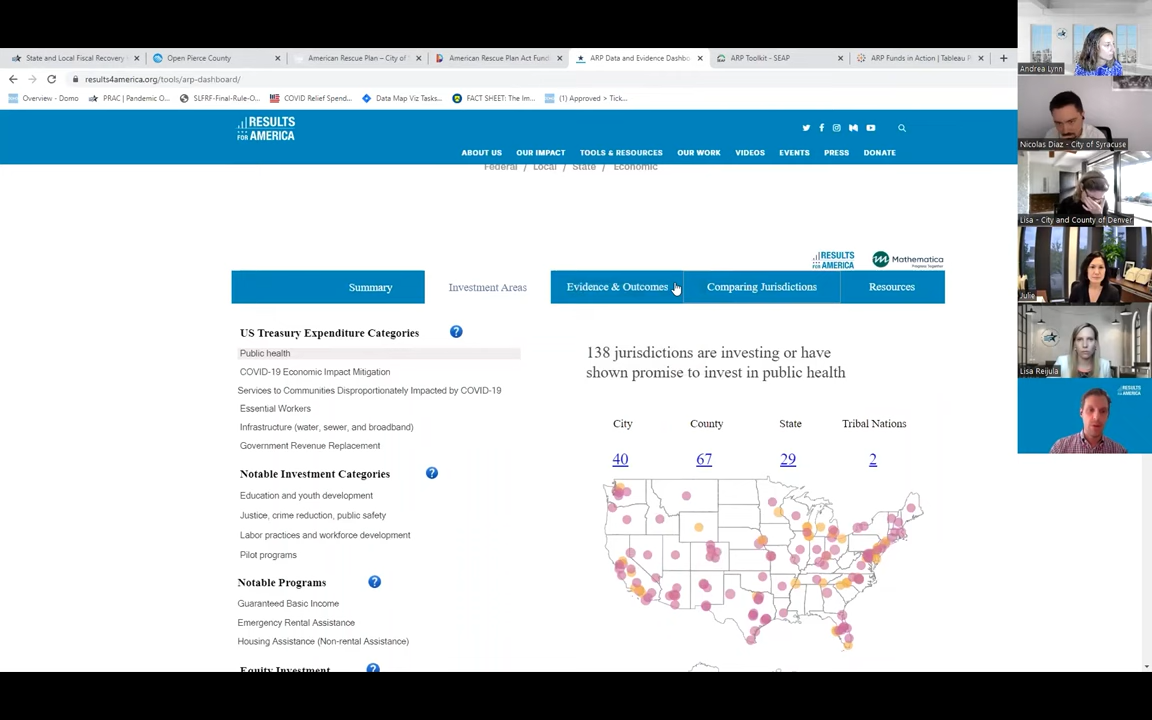 State and Local Fiscal Recovery
Open Pierce County
American Rescue Plan – City of
American Rescue Plan Act Fund
ARP Data and Evidence Dashbo
ARP Toolkit - SEAP
ARP Funds in Action | Tableau P
results4america.org/tools/arp-dashboard/
Overview - Domo
PRAC | Pandemic O...
SLFRF-Final-Rule-O...
COVID Relief Spend...
Data Map Viz Tasks...
FACT SHEET: The Im...
(1) Approved > Tick...
RESULTS
FOR AMERICA
ABOUT US
OUR IMPACT
TOOLS & RESOURCES
OUR WORK
VIDEOS
EVENTS
PRESS
DONATE
Federal / Local / State / Economic
RESULTS
FOR AMERICA
Mathematica
Progress Together
Summary
Investment Areas
Evidence & Outcomes
Comparing Jurisdictions
Resources
US Treasury Expenditure Categories
?
Public health
COVID-19 Economic Impact Mitigation
Services to Communities Disproportionately Impacted by COVID-19
Essential Workers
Infrastructure (water, sewer, and broadband)
Government Revenue Replacement
Notable Investment Categories
?
Education and youth development
Justice, crime reduction, public safety
Labor practices and workforce development
Pilot programs
Notable Programs
?
Guaranteed Basic Income
Emergency Rental Assistance
Housing Assistance (Non-rental Assistance)
Equity Investment
?
138 jurisdictions are investing or have
shown promise to invest in public health
City
County
State
Tribal Nations
40
67
29
2
Andrea Lynn
Nicolas Diaz - City of Syracuse
Lisa - City and County of Denver
Julie
Lisa Reijula
RESULTS
FOR AMERICA